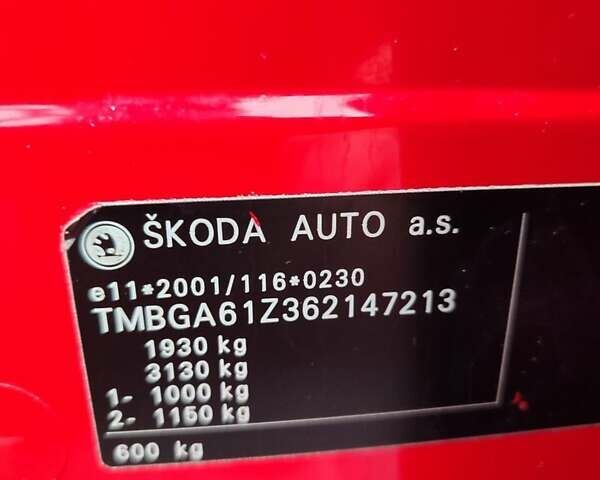 ŠKODA AUTO a.s.
e11*2001/116*0230
TMBGA61Z362147213
1930 kg
3130 kg
1- 1000 kg
2- 1150 kg
600 kg